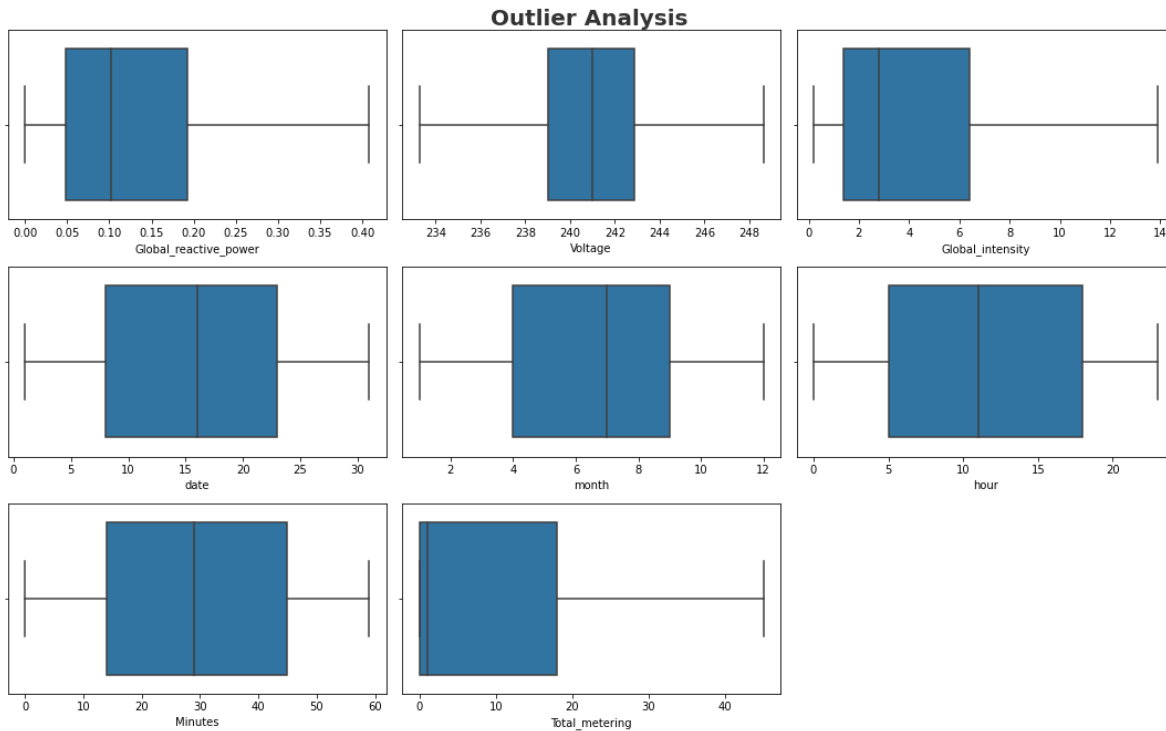 Outlier Analysis
0.00 0.05 0.10 0.15 0.20 0.25 0.30 0.35 0.40
Global_reactive_power
234 236 238 240 242 244 246 248
Voltage
0 2 4 6 8 10 12 14
Global_intensity
0 5 10 15 20 25 30
date
2 4 6 8 10 12
month
0 5 10 15 20
hour
0 10 20 30 40 50 60
Minutes
0 10 20 30 40
Total_metering